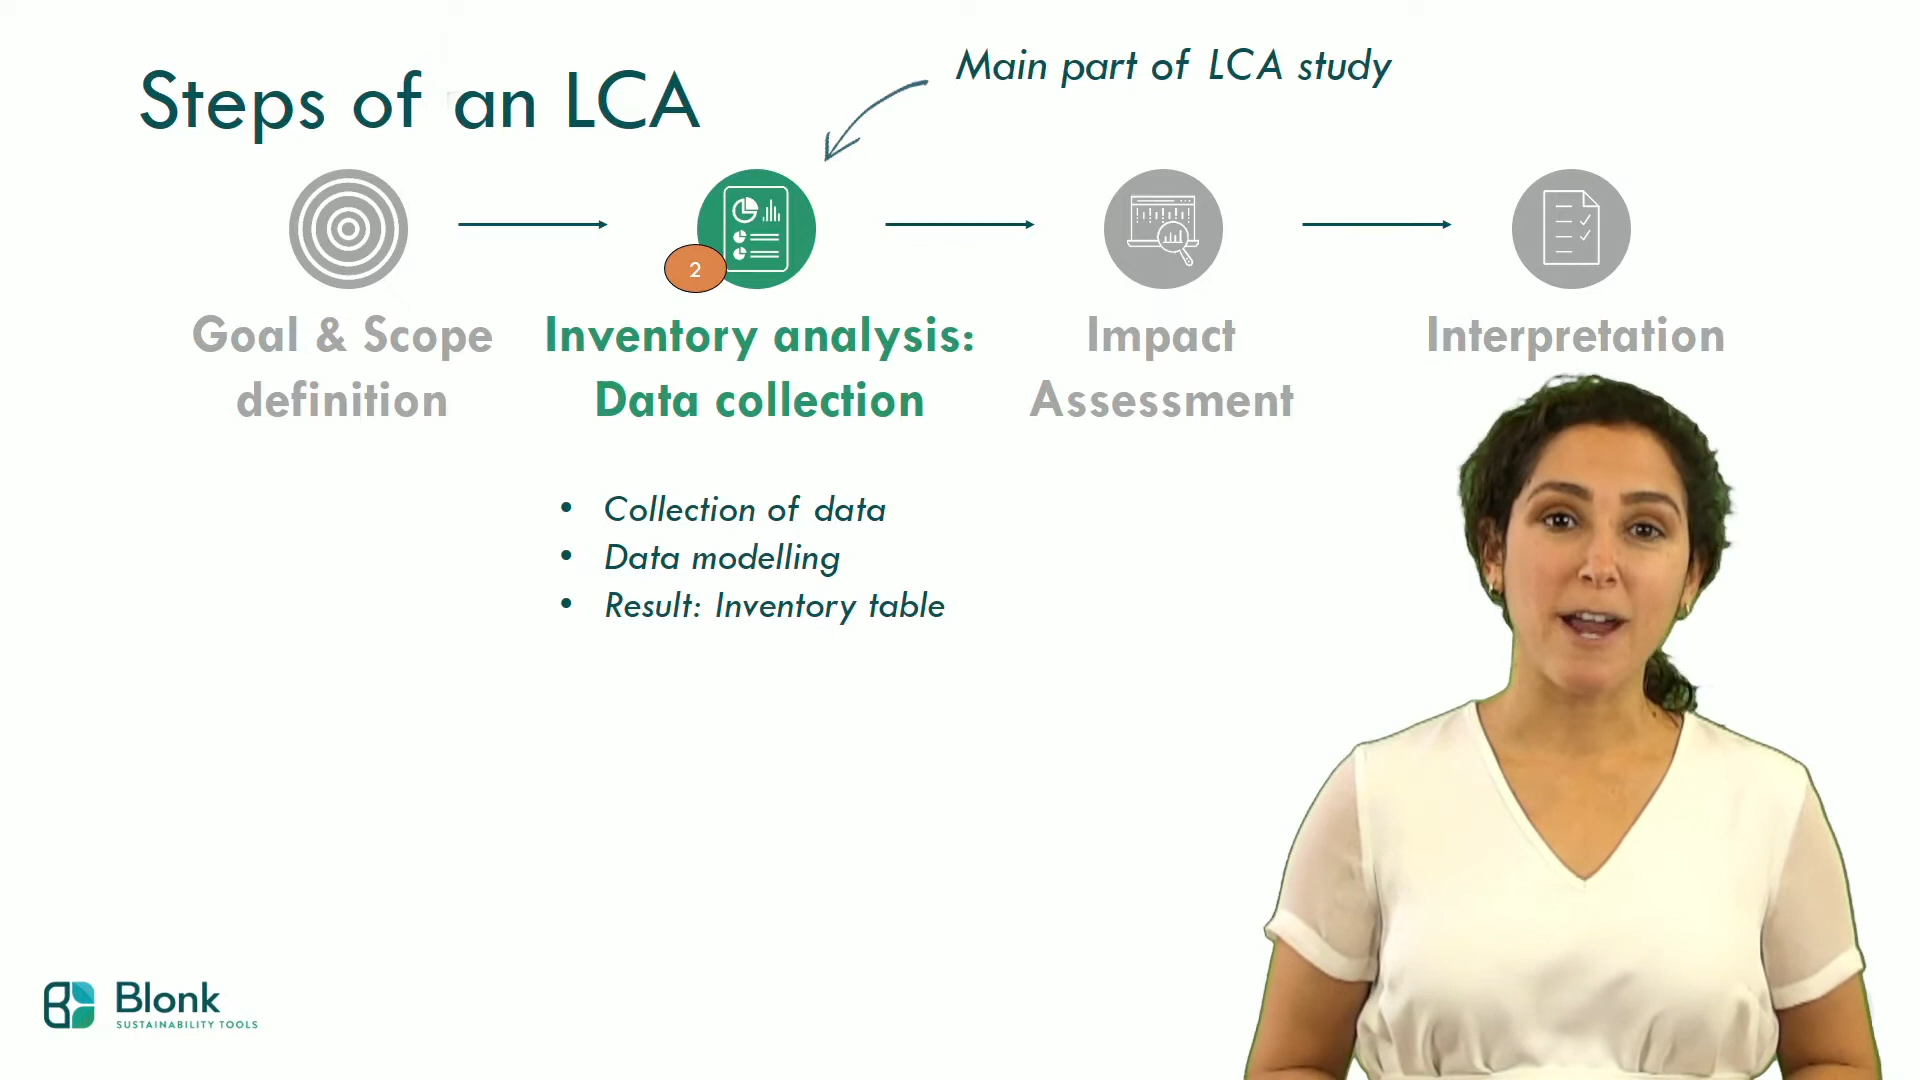 Main part of LCA study
Steps of an LCA
2
Goal & Scope
definition
Inventory analysis:
Data collection
Impact
Assessment
Interpretation
• Collection of data
• Data modelling
• Result: Inventory table
Blonk
SUSTAINABILITY TOOLS